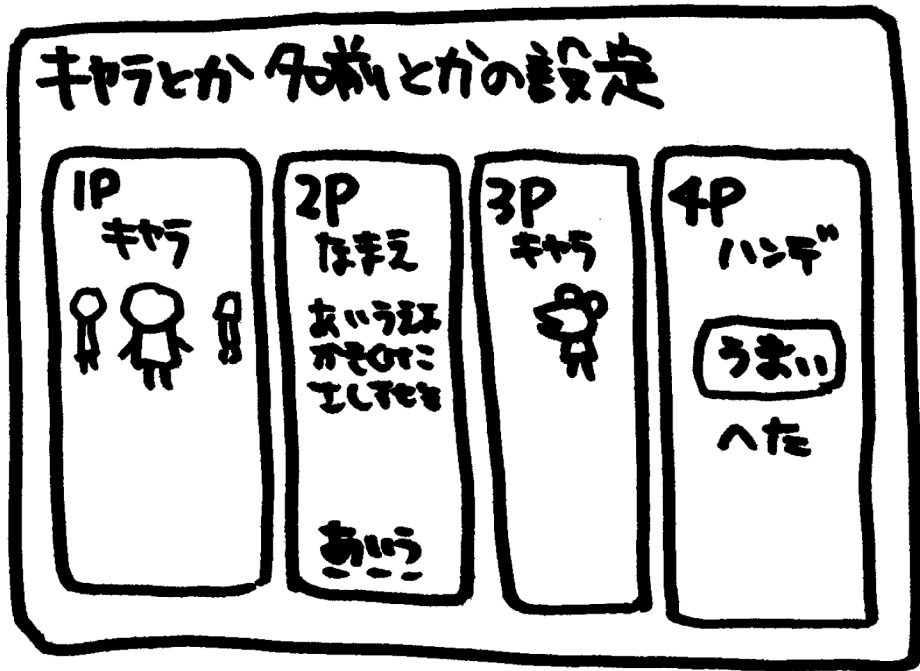 キャラとか名前とかの設定
1P
キャラ
2P
なまえ
あいうえお
かきくけこ
さしすせそ
あいう
3P
キャラ
4P
ハンデ
うまい
へた